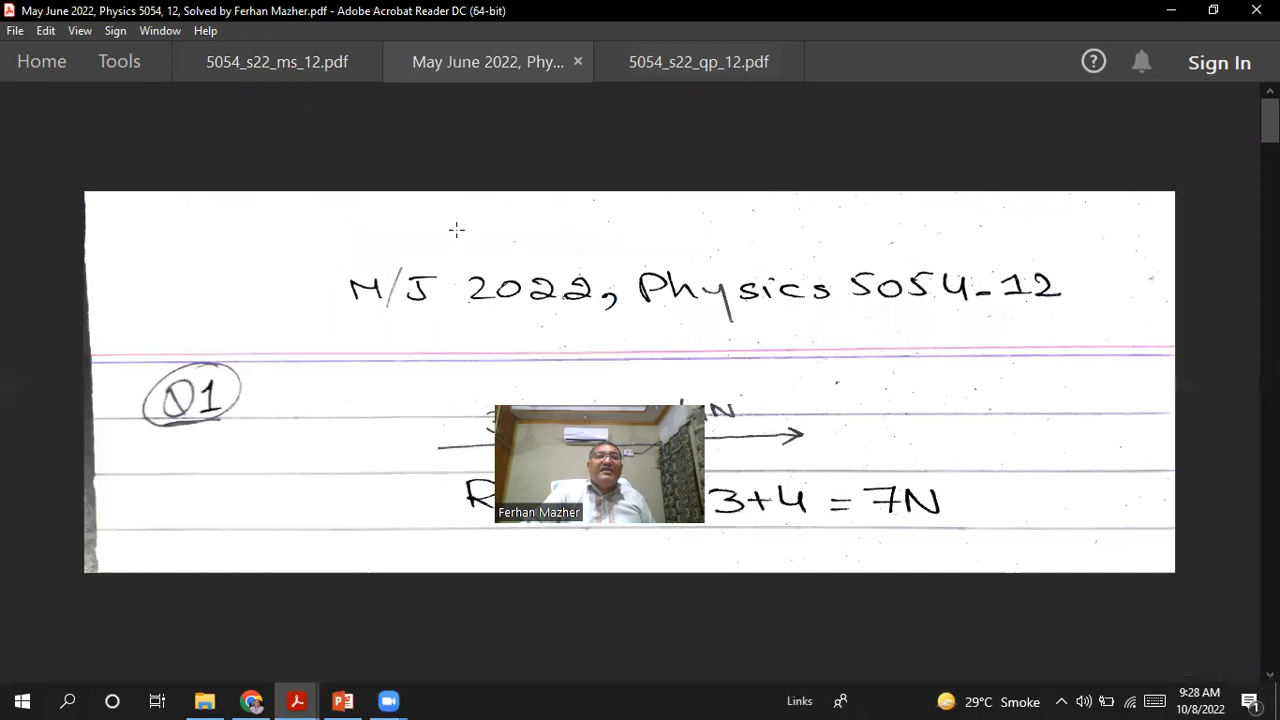 May June 2022, Physics 5054, 12, Solved by Ferhan Mazher.pdf - Adobe Acrobat Reader DC (64-bit)
File Edit View Sign Window Help
Home Tools 5054_s22_ms_12.pdf May June 2022, Phy... × 5054_s22_qp_12.pdf ? Sign In
M/J 2022, Physics 5054-12
Q1
N
R 3+4 = 7N
Ferhan Mazher
Links 29°C Smoke 9:28 AM
10/8/2022
1